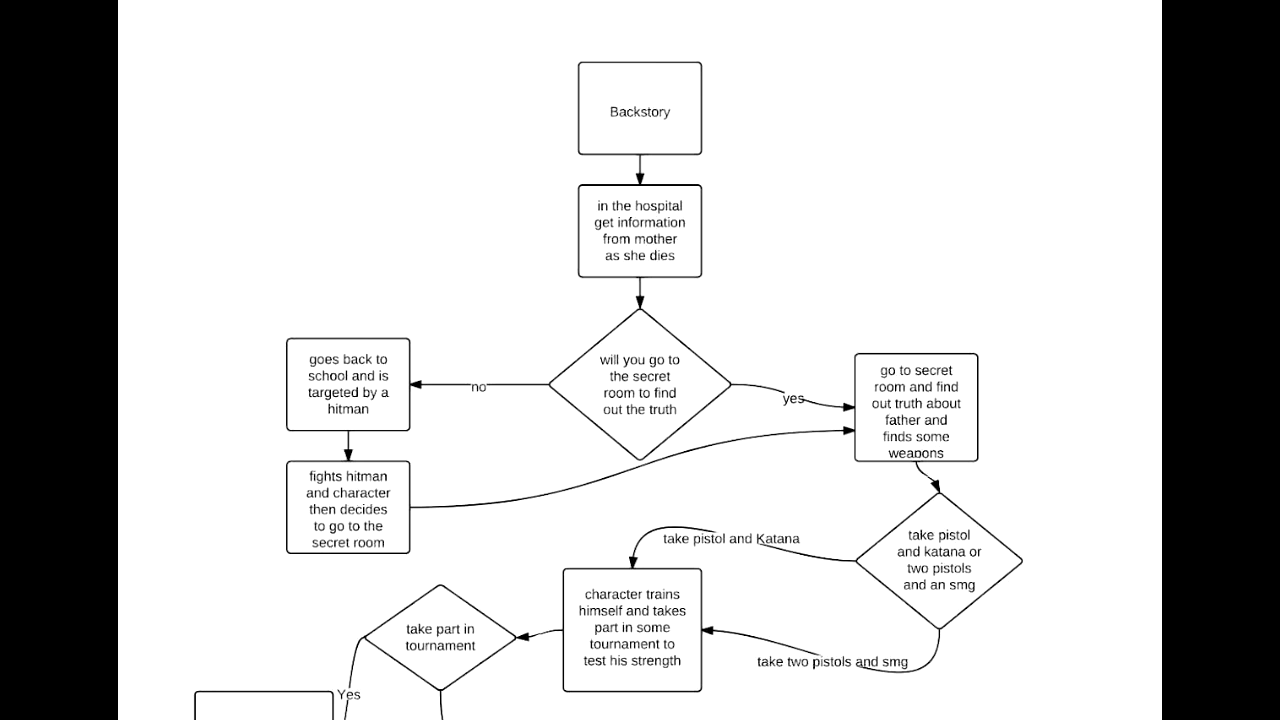 Backstory
in the hospital
get information
from mother
as she dies
will you go to
the secret
room to find
out the truth
no
yes
goes back to
school and is
targeted by a
hitman
go to secret
room and find
out truth about
father and
finds some
weapons
fights hitman
and character
then decides
to go to the
secret room
take pistol
and katana or
two pistols
and an smg
take pistol and Katana
take two pistols and smg
character trains
himself and takes
part in some
tournament to
test his strength
take part in
tournament
Yes